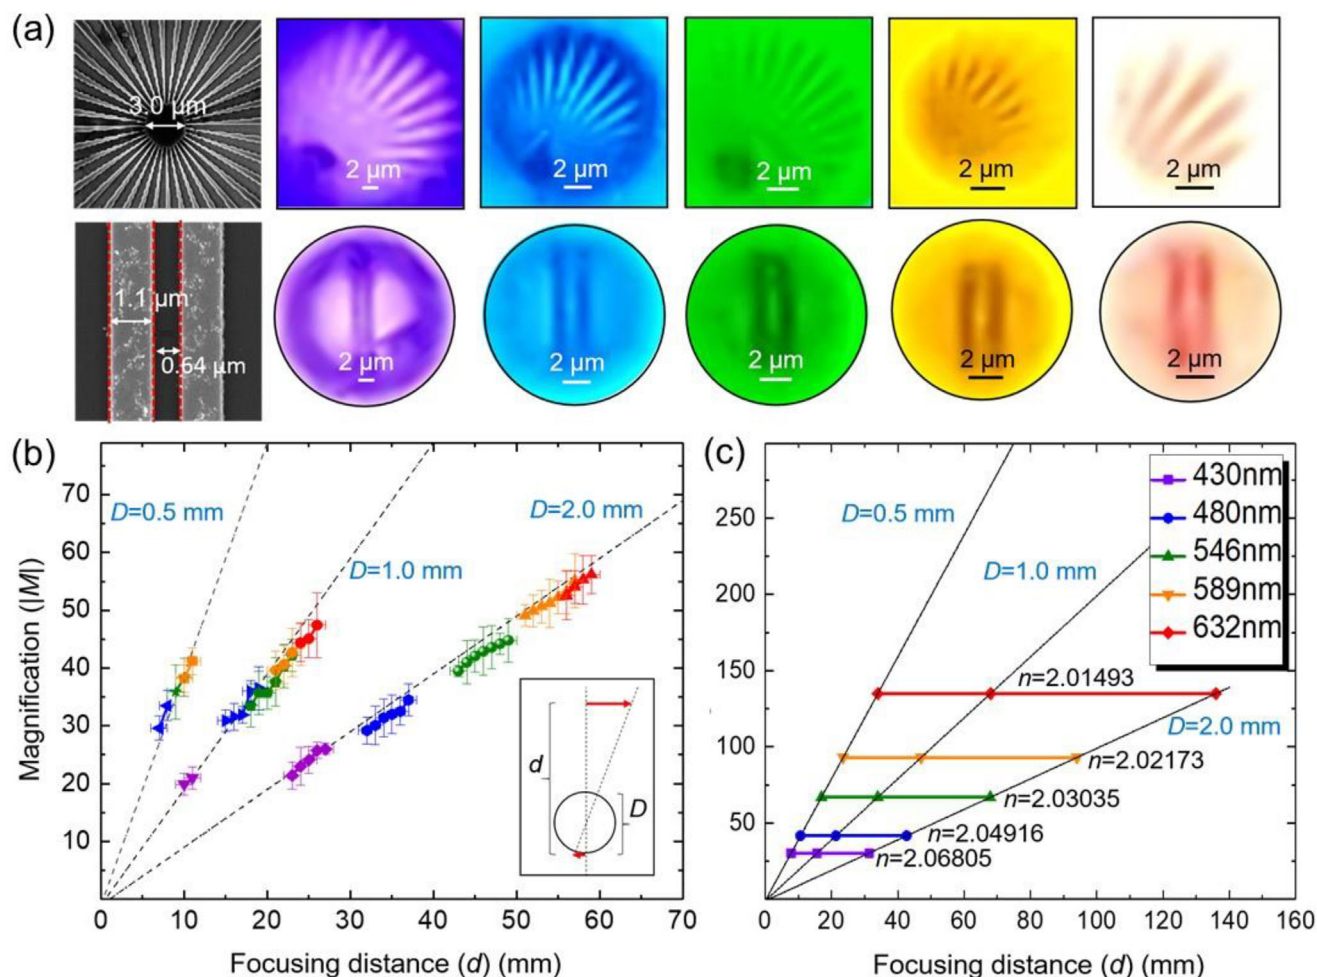 (a)
3.0 μm
2 μm
2 μm
2 μm
2 μm
2 μm
1.1 μm
0.64 μm
2 μm
2 μm
2 μm
2 μm
2 μm
(b)
70
60
50
40
30
20
10
0
10
20
30
40
50
60
70
Magnification (|M|)
Focusing distance (d) (mm)
D=0.5 mm
D=1.0 mm
D=2.0 mm
d
D
(c)
250
200
150
100
50
0
20
40
60
80
100
120
140
160
Focusing distance (d) (mm)
D=0.5 mm
D=1.0 mm
D=2.0 mm
430nm
480nm
546nm
589nm
632nm
n=2.01493
n=2.02173
n=2.03035
n=2.04916
n=2.06805